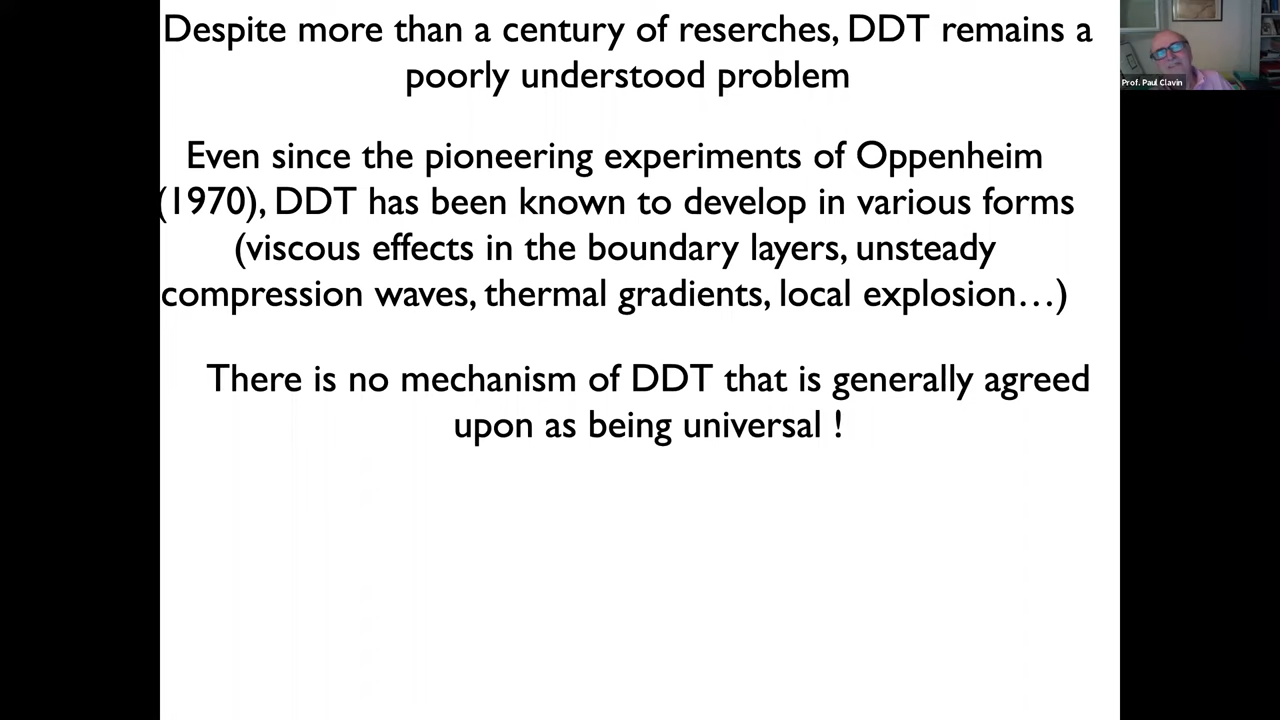 Despite more than a century of reserches, DDT remains a
poorly understood problem
Even since the pioneering experiments of Oppenheim
(1970), DDT has been known to develop in various forms
(viscous effects in the boundary layers, unsteady
compression waves, thermal gradients, local explosion…)
There is no mechanism of DDT that is generally agreed
upon as being universal !
Prof. Paul Clavin